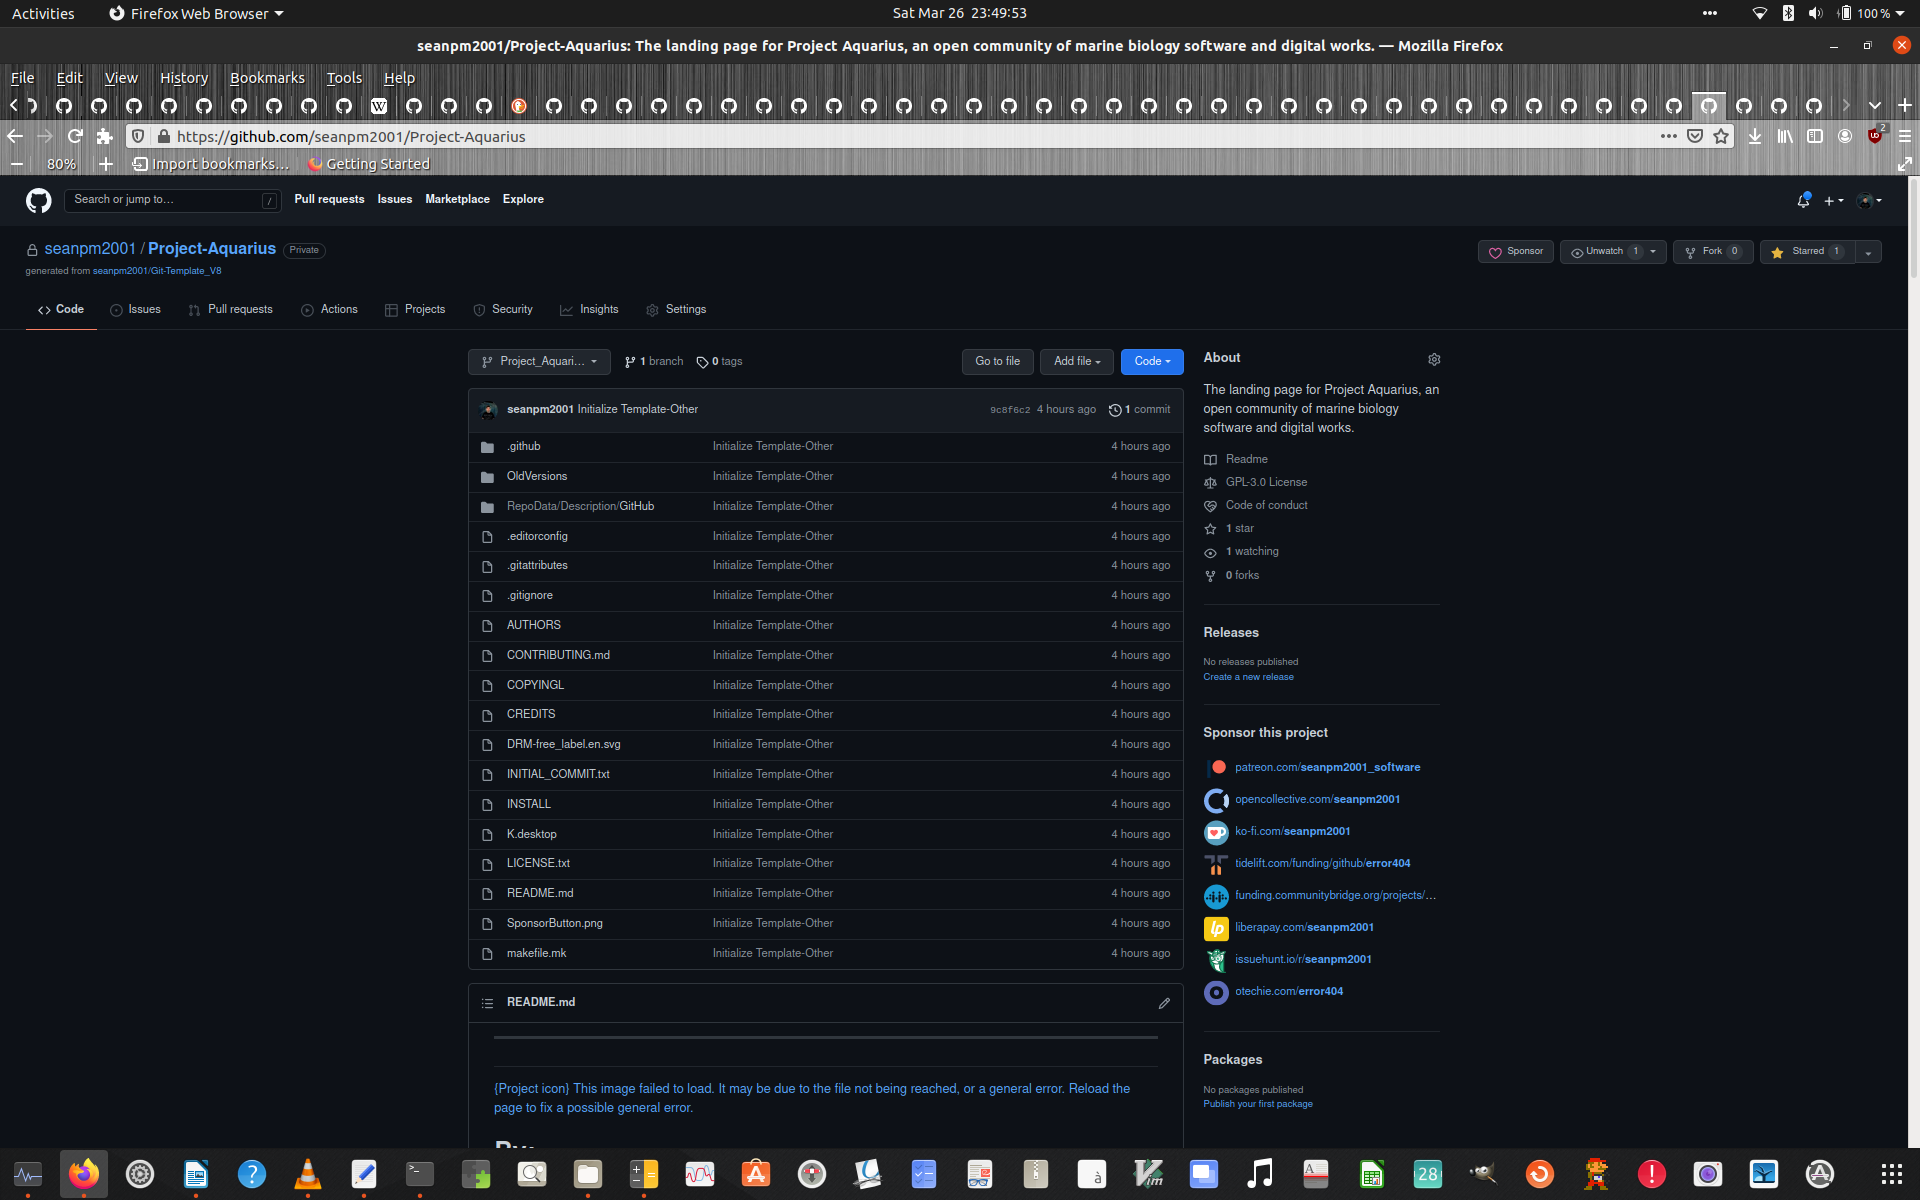 Activities Firefox Web Browser Sat Mar 26 23:49:53 100 %
seanpm2001/Project-Aquarius: The landing page for Project Aquarius, an open community of marine biology software and digital works. — Mozilla Firefox
File Edit View History Bookmarks Tools Help
https://github.com/seanpm2001/Project-Aquarius 2
80% Import bookmarks… Getting Started
Search or jump to… / Pull requests Issues Marketplace Explore
seanpm2001 / Project-Aquarius Private Sponsor Unwatch 1 Fork 0 Starred 1
generated from seanpm2001/Git-Template_V8
Code Issues Pull requests Actions Projects Security Insights Settings
Project_Aquari… 1 branch 0 tags Go to file Add file Code
seanpm2001 Initialize Template-Other 9c8f6c2 4 hours ago 1 commit
.github Initialize Template-Other 4 hours ago
OldVersions Initialize Template-Other 4 hours ago
RepoData/Description/GitHub Initialize Template-Other 4 hours ago
.editorconfig Initialize Template-Other 4 hours ago
.gitattributes Initialize Template-Other 4 hours ago
.gitignore Initialize Template-Other 4 hours ago
AUTHORS Initialize Template-Other 4 hours ago
CONTRIBUTING.md Initialize Template-Other 4 hours ago
COPYINGL Initialize Template-Other 4 hours ago
CREDITS Initialize Template-Other 4 hours ago
DRM-free_label.en.svg Initialize Template-Other 4 hours ago
INITIAL_COMMIT.txt Initialize Template-Other 4 hours ago
INSTALL Initialize Template-Other 4 hours ago
K.desktop Initialize Template-Other 4 hours ago
LICENSE.txt Initialize Template-Other 4 hours ago
README.md Initialize Template-Other 4 hours ago
SponsorButton.png Initialize Template-Other 4 hours ago
makefile.mk Initialize Template-Other 4 hours ago
README.md
{Project icon} This image failed to load. It may be due to the file not being reached, or a general error. Reload the
page to fix a possible general error.
About
The landing page for Project Aquarius, an
open community of marine biology
software and digital works.
Readme
GPL-3.0 License
Code of conduct
1 star
1 watching
0 forks
Releases
No releases published
Create a new release
Sponsor this project
patreon.com/seanpm2001_software
opencollective.com/seanpm2001
ko-fi.com/seanpm2001
tidelift.com/funding/github/error404
funding.communitybridge.org/projects/…
lp liberapay.com/seanpm2001
issuehunt.io/r/seanpm2001
otechie.com/error404
Packages
No packages published
Publish your first package
28